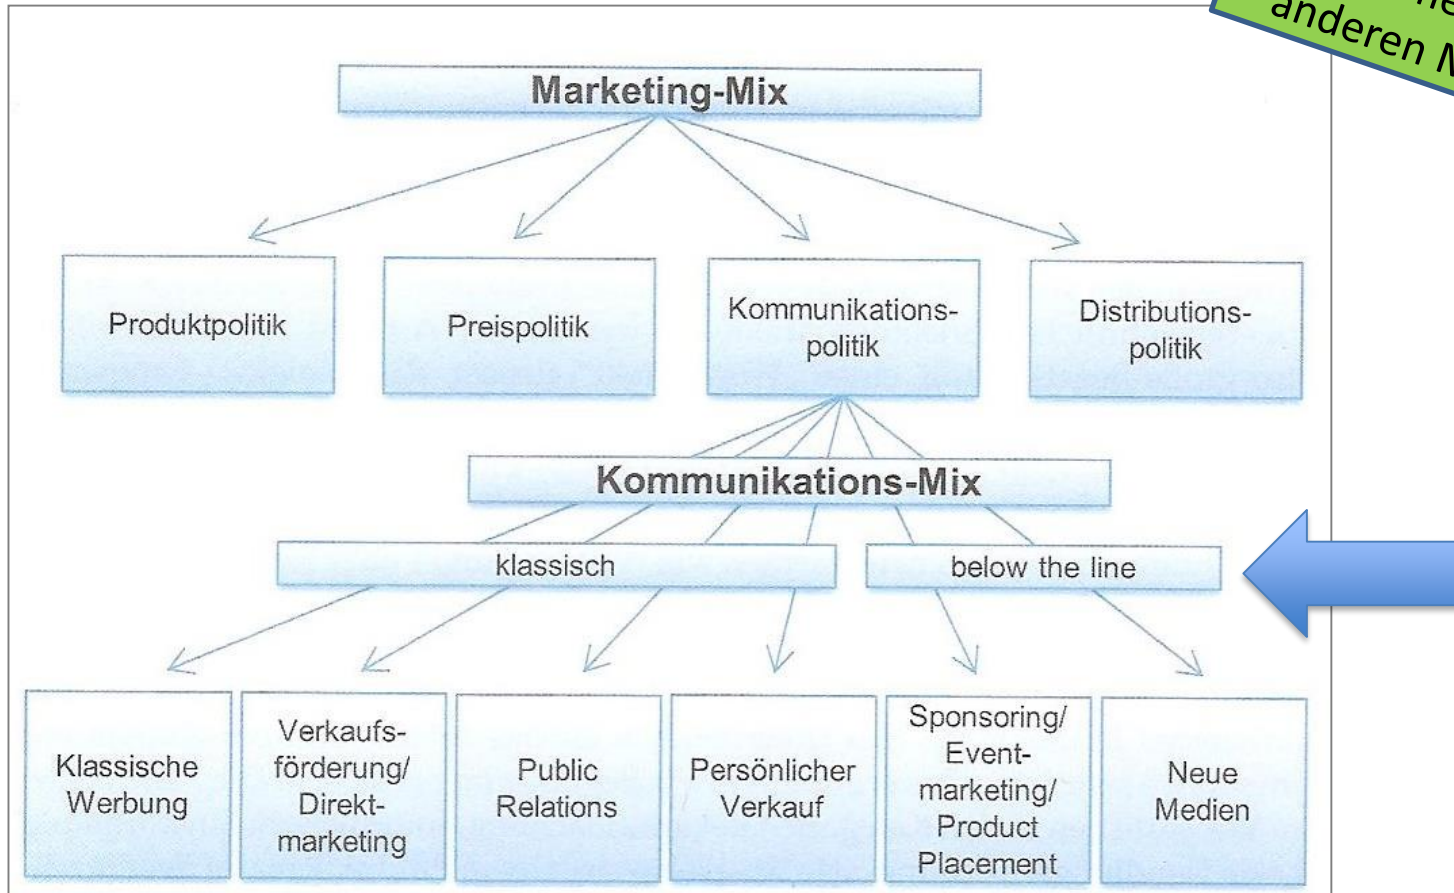 anderen
Marketing-Mix
Produktpolitik
Preispolitik
Kommunikations-
politik
Distributions-
politik
Kommunikations-Mix
klassisch
below the line
Klassische
Werbung
Verkaufs-
förderung/
Direkt-
marketing
Public
Relations
Persönlicher
Verkauf
Sponsoring/
Event-
marketing/
Product
Placement
Neue
Medien